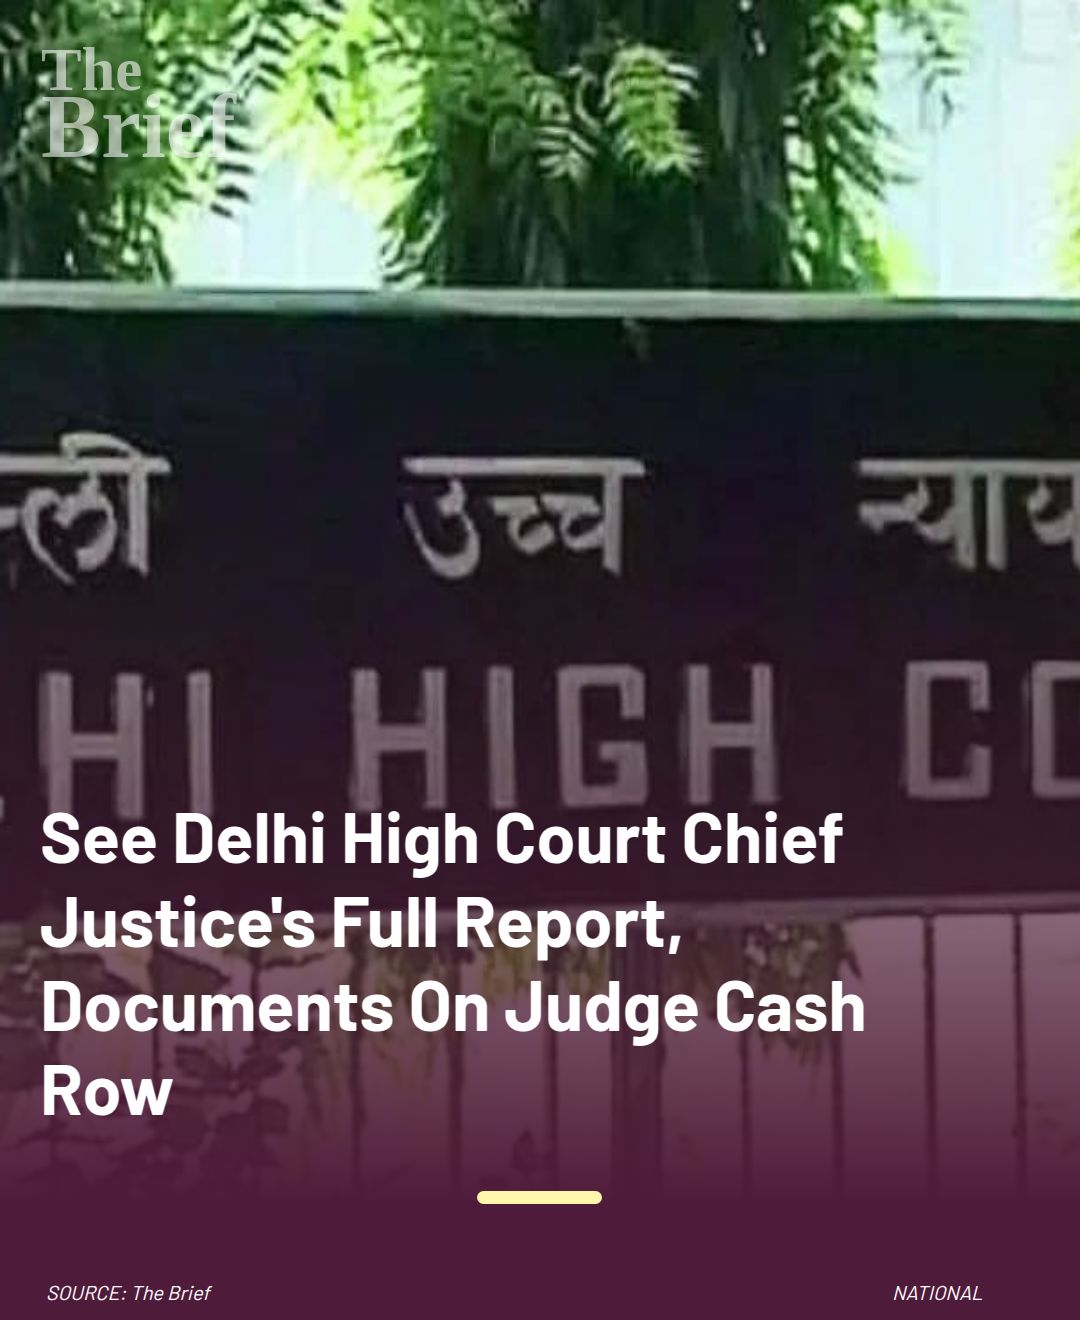 The
Brief
उच्च
HIGH
See Delhi High Court Chief
Justice's Full Report,
Documents On Judge Cash
Row
SOURCE: The Brief
NATIONAL